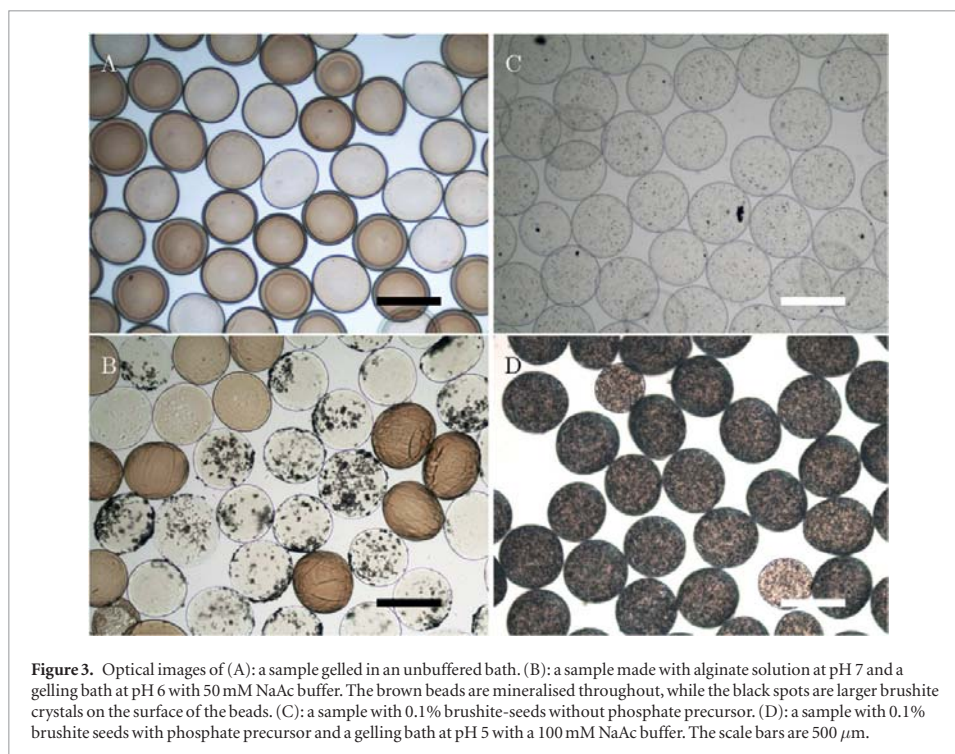 A
C
B
D
Figure 3. Optical images of (A): a sample gelled in an unbuffered bath. (B): a sample made with alginate solution at pH 7 and a
gelling bath at pH 6 with 50 mM NaAc buffer. The brown beads are mineralised throughout, while the black spots are larger brushite
crystals on the surface of the beads. (C): a sample with 0.1% brushite-seeds without phosphate precursor. (D): a sample with 0.1%
brushite seeds with phosphate precursor and a gelling bath at pH 5 with a 100 mM NaAc buffer. The scale bars are 500 μm.